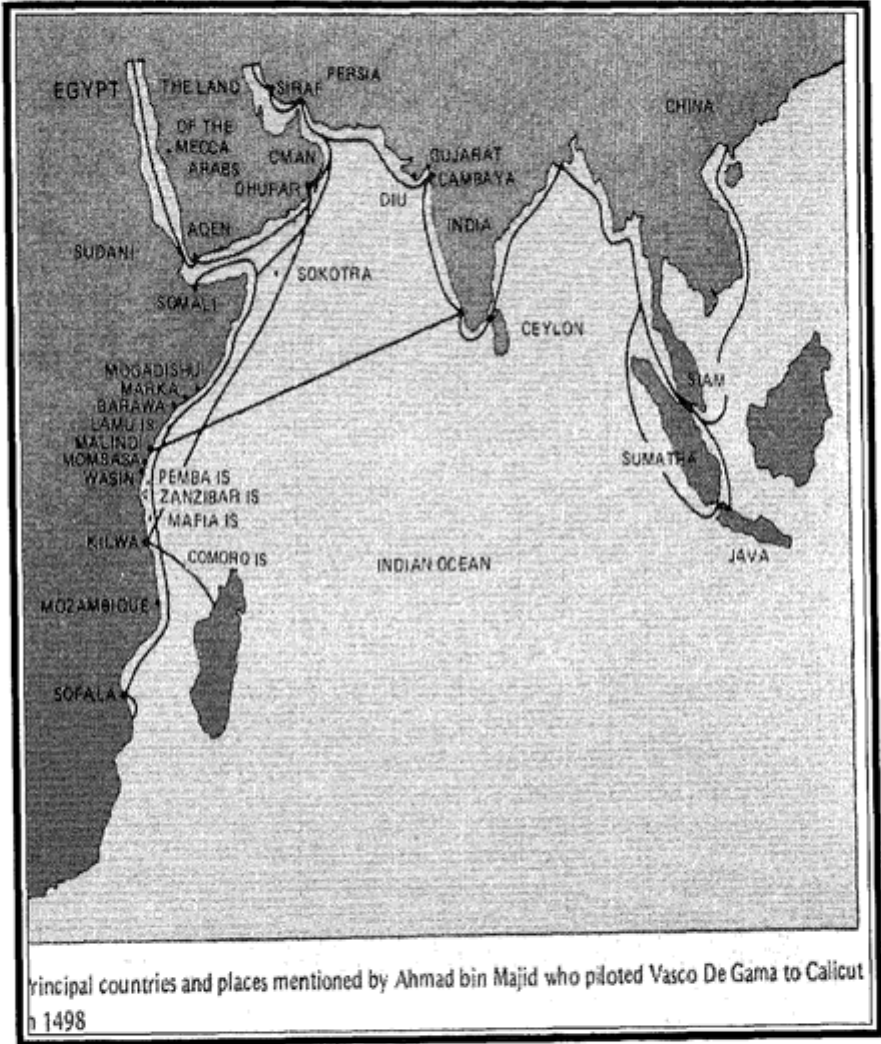 EGYPT
THE LAND
OF THE
MECCA
ARABS
SIRAF
PERSIA
CHINA
OMAN
DHUFAR
GUJARAT
CAMBAYA
DIU
INDIA
ADEN
SUDANI
SOKOTRA
SOMALI
CEYLON
MOGADISHU
MARKA
BARAWA
LAMU IS
MALINDI
MOMBASA
WASIN
PEMBA IS
ZANZIBAR IS
MAFIA IS
KILWA
COMORO IS
SIAM
SUMATRA
INDIAN OCEAN
JAVA
MOZAMBIQUE
SOFALA
rincipal countries and places mentioned by Ahmad bin Majid who piloted Vasco De Gama to Calicut
n 1498